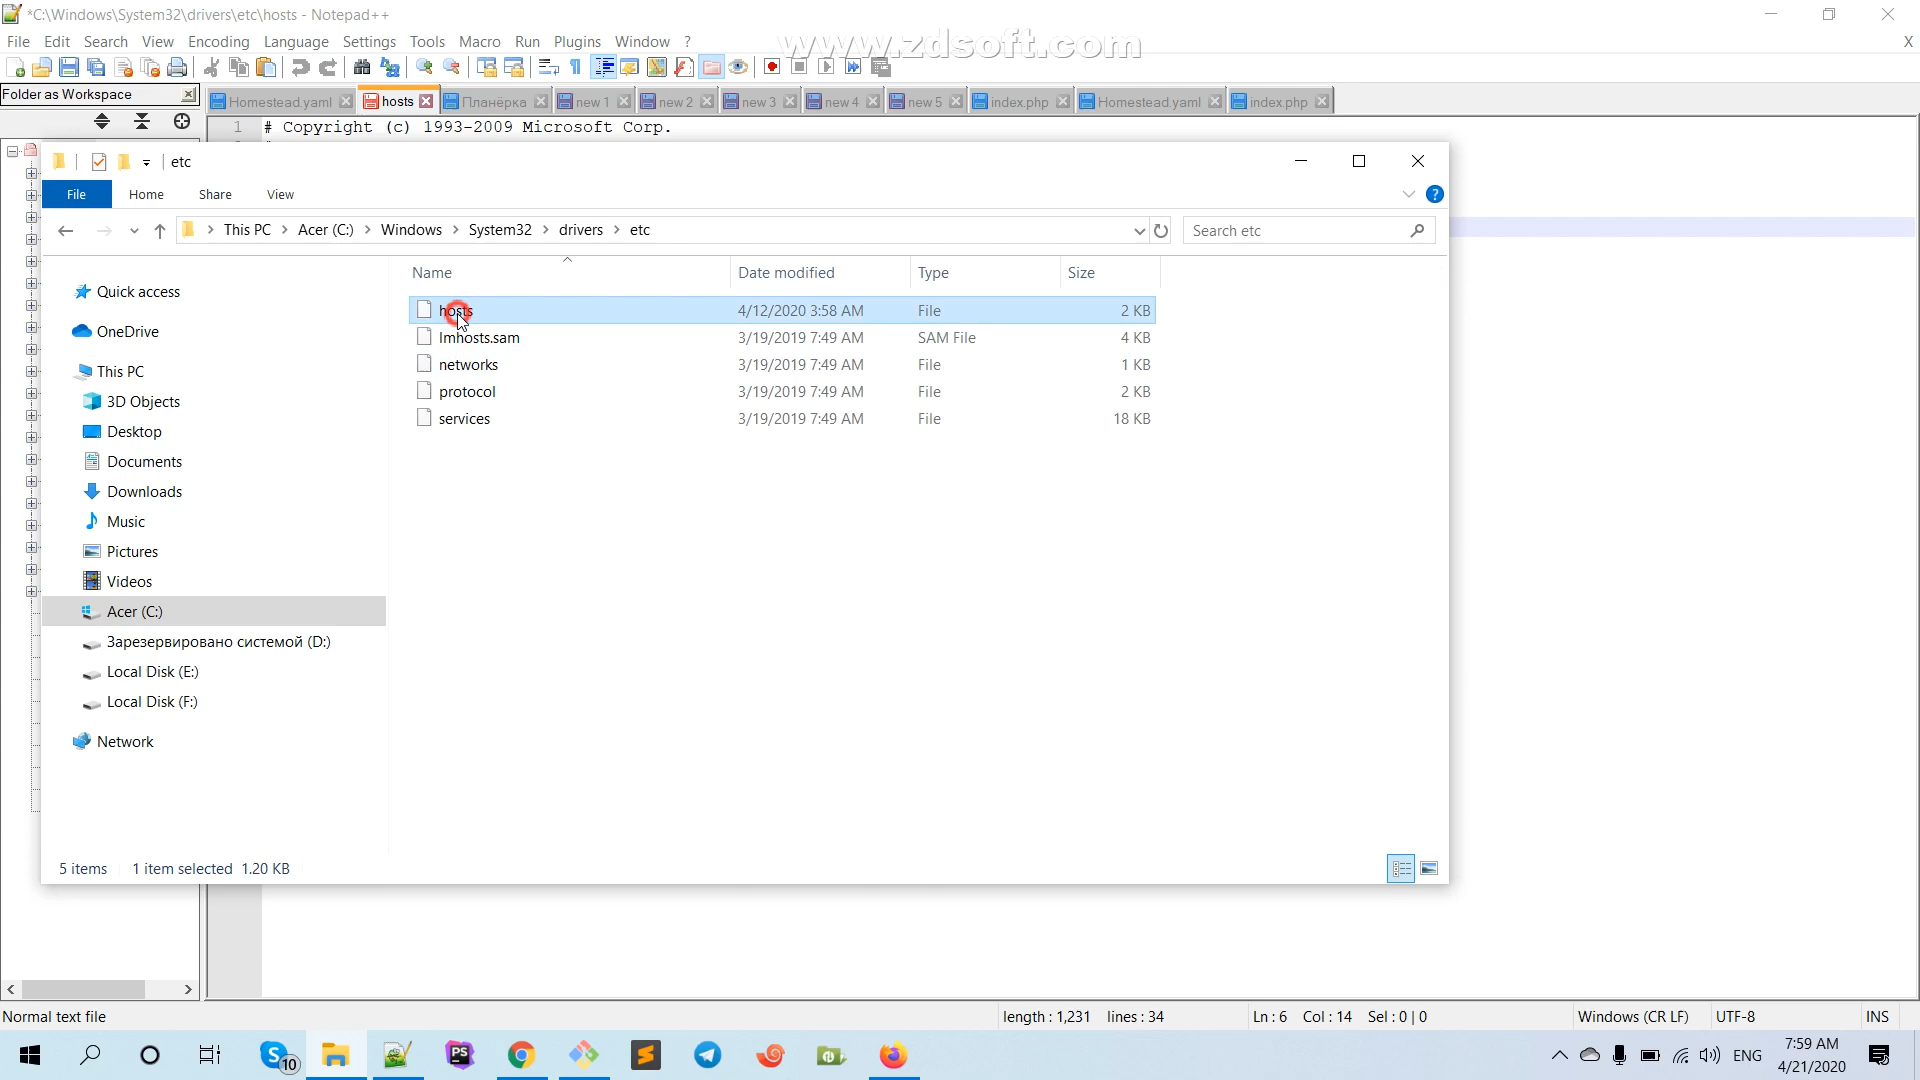 *C:\Windows\System32\drivers\etc\hosts - Notepad++
File Edit Search View Encoding Language Settings Tools Macro Run Plugins Window ?
www.zdsoft.com
X
Folder as Workspace
Homestead.yaml hosts Планёрка new 1 new 2 new 3 new 4 new 5 index.php Homestead.yaml index.php
1 # Copyright (c) 1993-2009 Microsoft Corp.
etc
File Home Share View
This PC > Acer (C:) > Windows > System32 > drivers > etc
Search etc
Name Date modified Type Size
hosts 4/12/2020 3:58 AM File 2 KB
lmhosts.sam 3/19/2019 7:49 AM SAM File 4 KB
networks 3/19/2019 7:49 AM File 1 KB
protocol 3/19/2019 7:49 AM File 2 KB
services 3/19/2019 7:49 AM File 18 KB
Quick access
OneDrive
This PC
3D Objects
Desktop
Documents
Downloads
Music
Pictures
Videos
Acer (C:)
Зарезервировано системой (D:)
Local Disk (E:)
Local Disk (F:)
Network
5 items 1 item selected 1.20 KB
Normal text file length : 1,231 lines : 34 Ln : 6 Col : 14 Sel : 0 | 0 Windows (CR LF) UTF-8 INS
10
PS
ENG
7:59 AM
4/21/2020